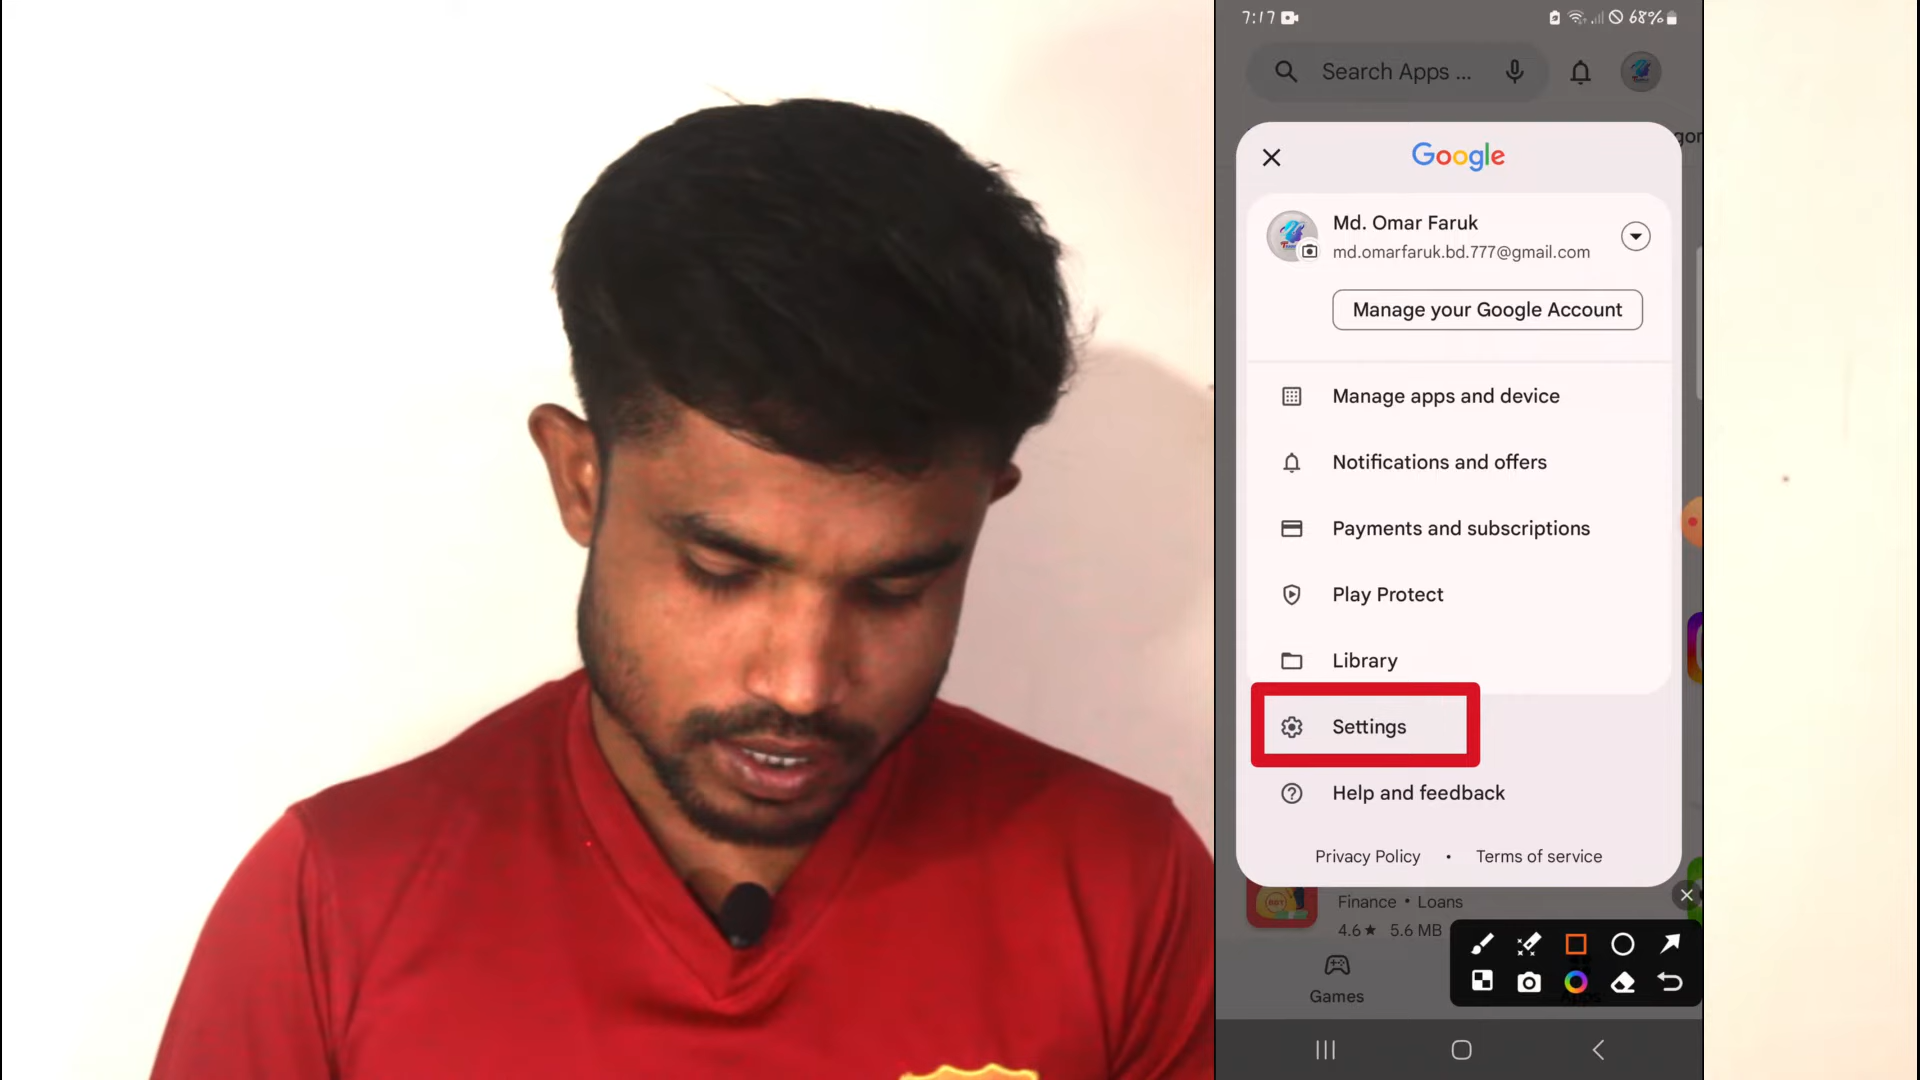 7:17
68%
Search Apps ...
Google
Md. Omar Faruk
md.omarfaruk.bd.777@gmail.com
Manage your Google Account
Manage apps and device
Notifications and offers
Payments and subscriptions
Play Protect
Library
Settings
Help and feedback
Privacy Policy • Terms of service
Finance • Loans
4.6★ 5.6 MB
Games
Apps